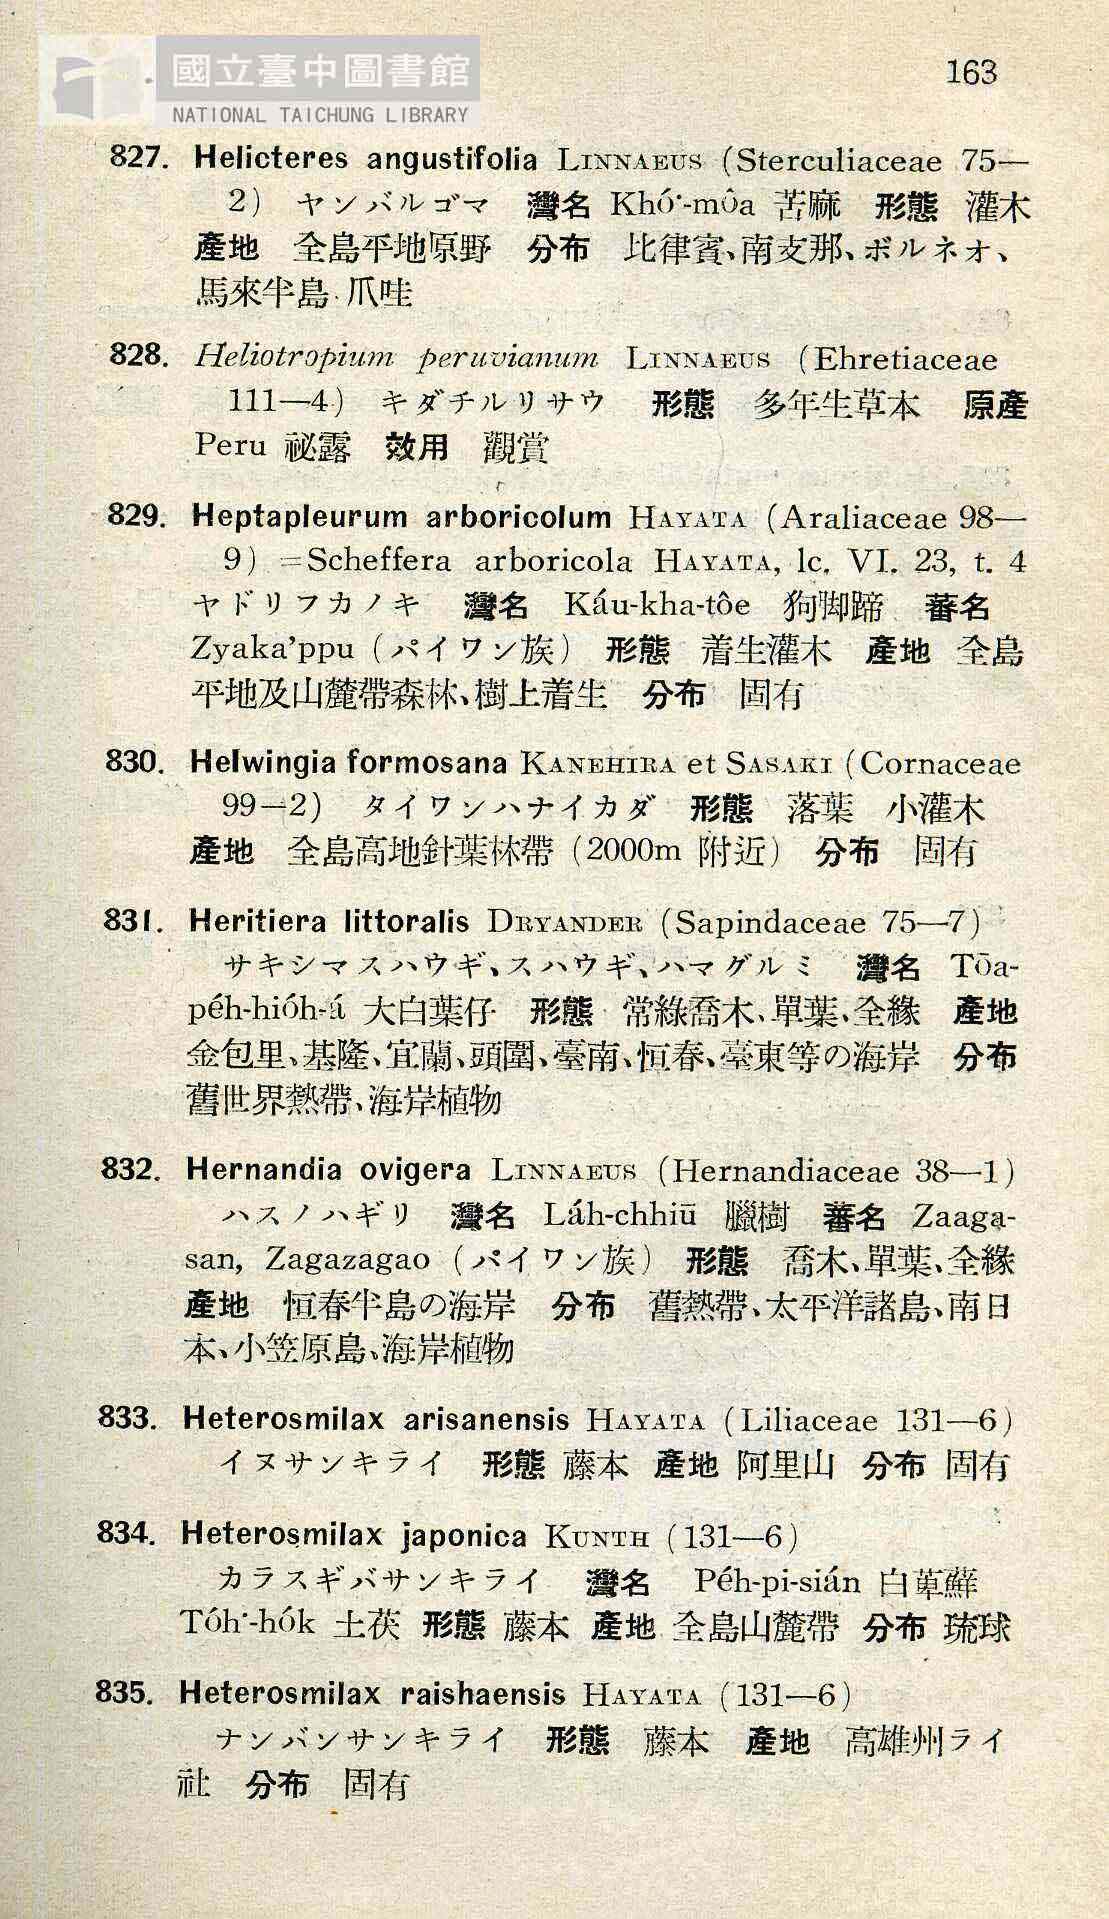 國立臺中圖書館
NATIONAL TAICHUNG LIBRARY
163
827. Helicteres angustifolia LINNAEUS (Sterculiaceae 75—
2) ヤンバルゴマ 灣名 Khó·-môa 苦麻 形態 灌木
產地 全島平地原野 分布 比律賓、南支那、ボルネオ、
馬來半島 爪哇
828. Heliotropium peruvianum LINNAEUS (Ehretiaceae
111—4) キダチルリサウ 形態 多年生草本 原產
Peru 祕露 效用 觀賞
829. Heptapleurum arboricolum HAYATA (Araliaceae 98—
9) =Scheffera arboricola HAYATA, lc. VI. 23, t. 4
ヤドリフカノキ 灣名 Káu-kha-tôe 狗脚蹄 蕃名
Zyaka'ppu (パイワン族) 形態 着生灌木 產地 全島
平地及山麓帶森林、樹上着生 分布 固有
830. Helwingia formosana KANEHIRA et SASAKI (Cornaceae
99—2) タイワンハナイカダ 形態 落葉 小灌木
產地 全島高地針葉林帶 (2000m 附近) 分布 固有
831. Heritiera littoralis DRYANDER (Sapindaceae 75—7)
サキシマスハウギ、スハウギ、ハマグルミ 灣名 Tōa-
péh-hióh-á 大白葉仔 形態 常綠喬木、單葉、全緣 產地
金包里、基隆、宜蘭、頭圍、臺南、恒春、臺東等の海岸 分布
舊世界熱帶、海岸植物
832. Hernandia ovigera LINNAEUS (Hernandiaceae 38—1)
ハスノハギリ 灣名 Láh-chhiū 臘樹 蕃名 Zaaga-
san, Zagazagao (パイワン族) 形態 喬木、單葉、全緣
產地 恒春半島の海岸 分布 舊熱帶、太平洋諸島、南日
本、小笠原島、海岸植物
833. Heterosmilax arisanensis HAYATA (Liliaceae 131—6)
イヌサンキライ 形態 藤本 產地 阿里山 分布 固有
834. Heterosmilax japonica KUNTH (131—6)
カラスギバサンキライ 灣名 Péh-pi-sián 白萆蘚
Tóh·-hók 土茯 形態 藤本 產地 全島山麓帶 分布 琉球
835. Heterosmilax raishaensis HAYATA (131—6)
ナンバンサンキライ 形態 藤本 產地 高雄州ライ
社 分布 固有